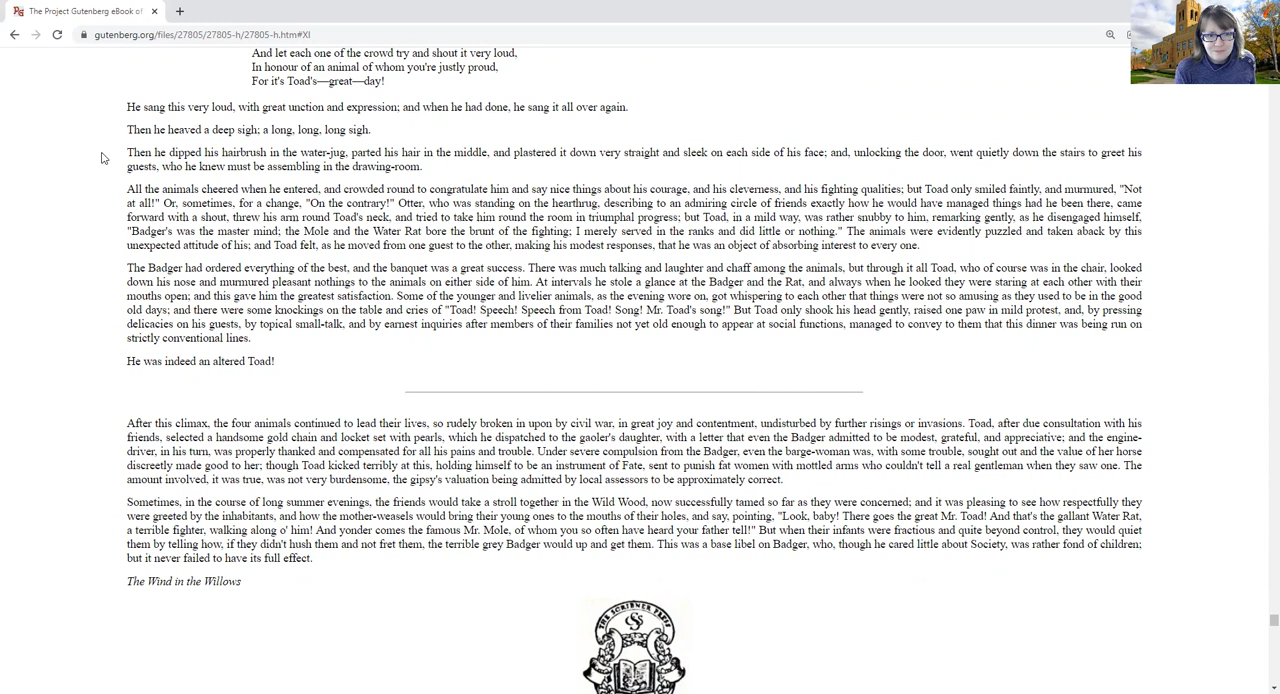 The Project Gutenberg eBook of
gutenberg.org/files/27805/27805-h/27805-h.htm#XI
And let each one of the crowd try and shout it very loud,
In honour of an animal of whom you're justly proud,
For it's Toad's—great—day!
He sang this very loud, with great unction and expression; and when he had done, he sang it all over again.
Then he heaved a deep sigh; a long, long, long sigh.
Then he dipped his hairbrush in the water-jug, parted his hair in the middle, and plastered it down very straight and sleek on each side of his face; and, unlocking the door, went quietly down the stairs to greet his
guests, who he knew must be assembling in the drawing-room.
All the animals cheered when he entered, and crowded round to congratulate him and say nice things about his courage, and his cleverness, and his fighting qualities; but Toad only smiled faintly, and murmured, "Not
at all!" Or, sometimes, for a change, "On the contrary!" Otter, who was standing on the hearthrug, describing to an admiring circle of friends exactly how he would have managed things had he been there, came
forward with a shout, threw his arm round Toad's neck, and tried to take him round the room in triumphal progress; but Toad, in a mild way, was rather snubby to him, remarking gently, as he disengaged himself,
"Badger's was the master mind; the Mole and the Water Rat bore the brunt of the fighting; I merely served in the ranks and did little or nothing." The animals were evidently puzzled and taken aback by this
unexpected attitude of his; and Toad felt, as he moved from one guest to the other, making his modest responses, that he was an object of absorbing interest to every one.
The Badger had ordered everything of the best, and the banquet was a great success. There was much talking and laughter and chaff among the animals, but through it all Toad, who of course was in the chair, looked
down his nose and murmured pleasant nothings to the animals on either side of him. At intervals he stole a glance at the Badger and the Rat, and always when he looked they were staring at each other with their
mouths open; and this gave him the greatest satisfaction. Some of the younger and livelier animals, as the evening wore on, got whispering to each other that things were not so amusing as they used to be in the good
old days; and there were some knockings on the table and cries of "Toad! Speech! Speech from Toad! Song! Mr. Toad's song!" But Toad only shook his head gently, raised one paw in mild protest, and, by pressing
delicacies on his guests, by topical small-talk, and by earnest inquiries after members of their families not yet old enough to appear at social functions, managed to convey to them that this dinner was being run on
strictly conventional lines.
He was indeed an altered Toad!
After this climax, the four animals continued to lead their lives, so rudely broken in upon by civil war, in great joy and contentment, undisturbed by further risings or invasions. Toad, after due consultation with his
friends, selected a handsome gold chain and locket set with pearls, which he dispatched to the gaoler's daughter, with a letter that even the Badger admitted to be modest, grateful, and appreciative; and the engine-
driver, in his turn, was properly thanked and compensated for all his pains and trouble. Under severe compulsion from the Badger, even the barge-woman was, with some trouble, sought out and the value of her horse
discreetly made good to her; though Toad kicked terribly at this, holding himself to be an instrument of Fate, sent to punish fat women with mottled arms who couldn't tell a real gentleman when they saw one. The
amount involved, it was true, was not very burdensome, the gipsy's valuation being admitted by local assessors to be approximately correct.
Sometimes, in the course of long summer evenings, the friends would take a stroll together in the Wild Wood, now successfully tamed so far as they were concerned; and it was pleasing to see how respectfully they
were greeted by the inhabitants, and how the mother-weasels would bring their young ones to the mouths of their holes, and say, pointing, "Look, baby! There goes the great Mr. Toad! And that's the gallant Water Rat,
a terrible fighter, walking along o' him! And yonder comes the famous Mr. Mole, of whom you so often have heard your father tell!" But when their infants were fractious and quite beyond control, they would quiet
them by telling how, if they didn't hush them and not fret them, the terrible grey Badger would up and get them. This was a base libel on Badger, who, though he cared little about Society, was rather fond of children;
but it never failed to have its full effect.
The Wind in the Willows
THE SCRIBNER PRESS